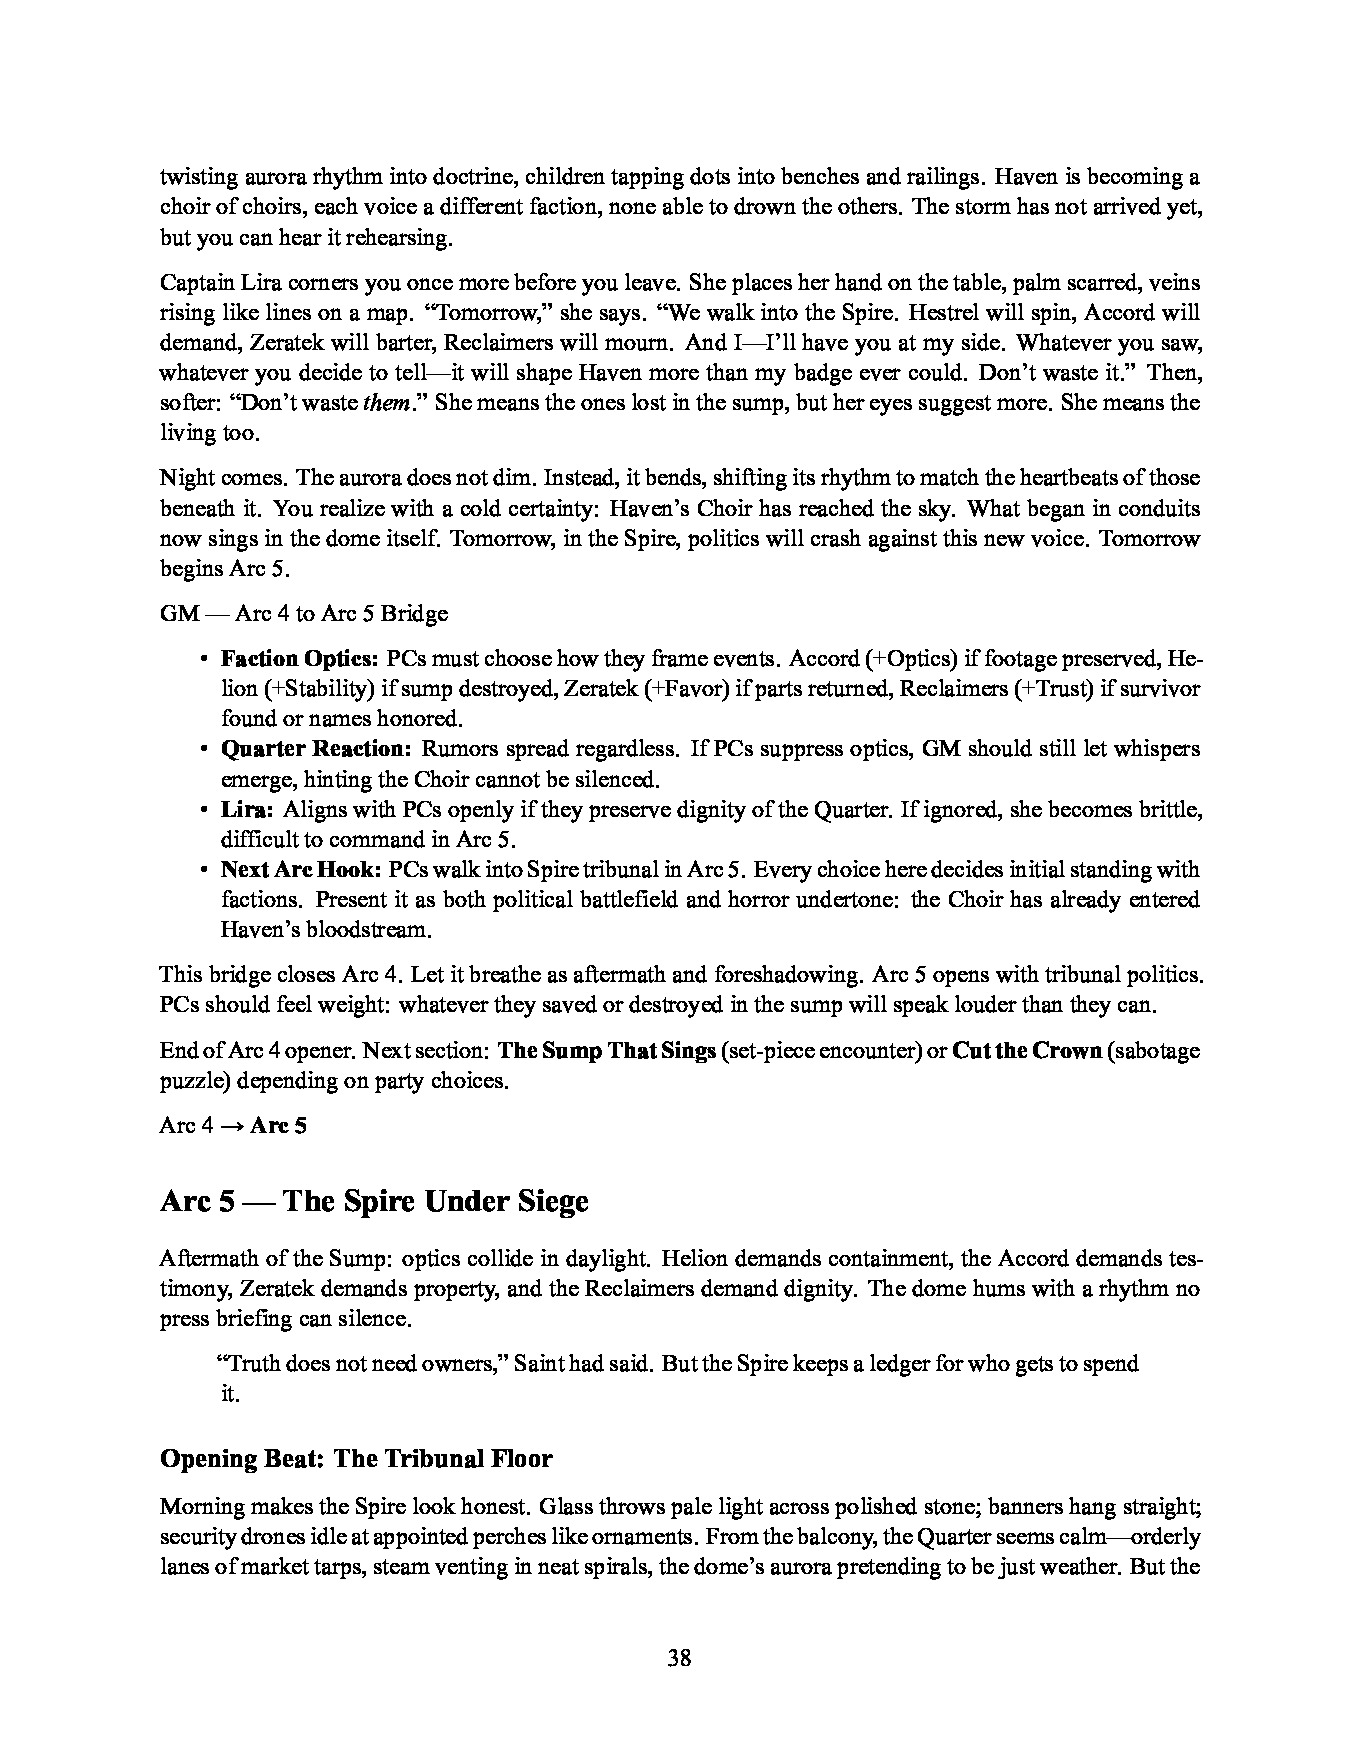 twisting aurora rhythm into doctrine, children tapping dots into benches and railings. Haven is becoming a
choir of choirs, each voice a different faction, none able to drown the others. The storm has not arrived yet,
but you can hear it rehearsing.
Captain Lira corners you once more before you leave. She places her hand on the table, palm scarred, veins
rising like lines on a map. “Tomorrow,” she says. “We walk into the Spire. Hestrel will spin, Accord will
demand, Zeratek will barter, Reclaimers will mourn. And I—I’ll have you at my side. Whatever you saw,
whatever you decide to tell—it will shape Haven more than my badge ever could. Don’t waste it.” Then,
softer: “Don’t waste them.” She means the ones lost in the sump, but her eyes suggest more. She means the
living too.
Night comes. The aurora does not dim. Instead, it bends, shifting its rhythm to match the heartbeats of those
beneath it. You realize with a cold certainty: Haven’s Choir has reached the sky. What began in conduits
now sings in the dome itself. Tomorrow, in the Spire, politics will crash against this new voice. Tomorrow
begins Arc 5.
GM — Arc 4 to Arc 5 Bridge
• Faction Optics: PCs must choose how they frame events. Accord (+Optics) if footage preserved, He-
lion (+Stability) if sump destroyed, Zeratek (+Favor) if parts returned, Reclaimers (+Trust) if survivor
found or names honored.
• Quarter Reaction: Rumors spread regardless. If PCs suppress optics, GM should still let whispers
emerge, hinting the Choir cannot be silenced.
• Lira: Aligns with PCs openly if they preserve dignity of the Quarter. If ignored, she becomes brittle,
difficult to command in Arc 5.
• Next Arc Hook: PCs walk into Spire tribunal in Arc 5. Every choice here decides initial standing with
factions. Present it as both political battlefield and horror undertone: the Choir has already entered
Haven’s bloodstream.
This bridge closes Arc 4. Let it breathe as aftermath and foreshadowing. Arc 5 opens with tribunal politics.
PCs should feel weight: whatever they saved or destroyed in the sump will speak louder than they can.
End of Arc 4 opener. Next section: The Sump That Sings (set-piece encounter) or Cut the Crown (sabotage
puzzle) depending on party choices.
Arc 4 → Arc 5
Arc 5 — The Spire Under Siege
Aftermath of the Sump: optics collide in daylight. Helion demands containment, the Accord demands tes-
timony, Zeratek demands property, and the Reclaimers demand dignity. The dome hums with a rhythm no
press briefing can silence.
“Truth does not need owners,” Saint had said. But the Spire keeps a ledger for who gets to spend
it.
Opening Beat: The Tribunal Floor
Morning makes the Spire look honest. Glass throws pale light across polished stone; banners hang straight;
security drones idle at appointed perches like ornaments. From the balcony, the Quarter seems calm—orderly
lanes of market tarps, steam venting in neat spirals, the dome’s aurora pretending to be just weather. But the
38